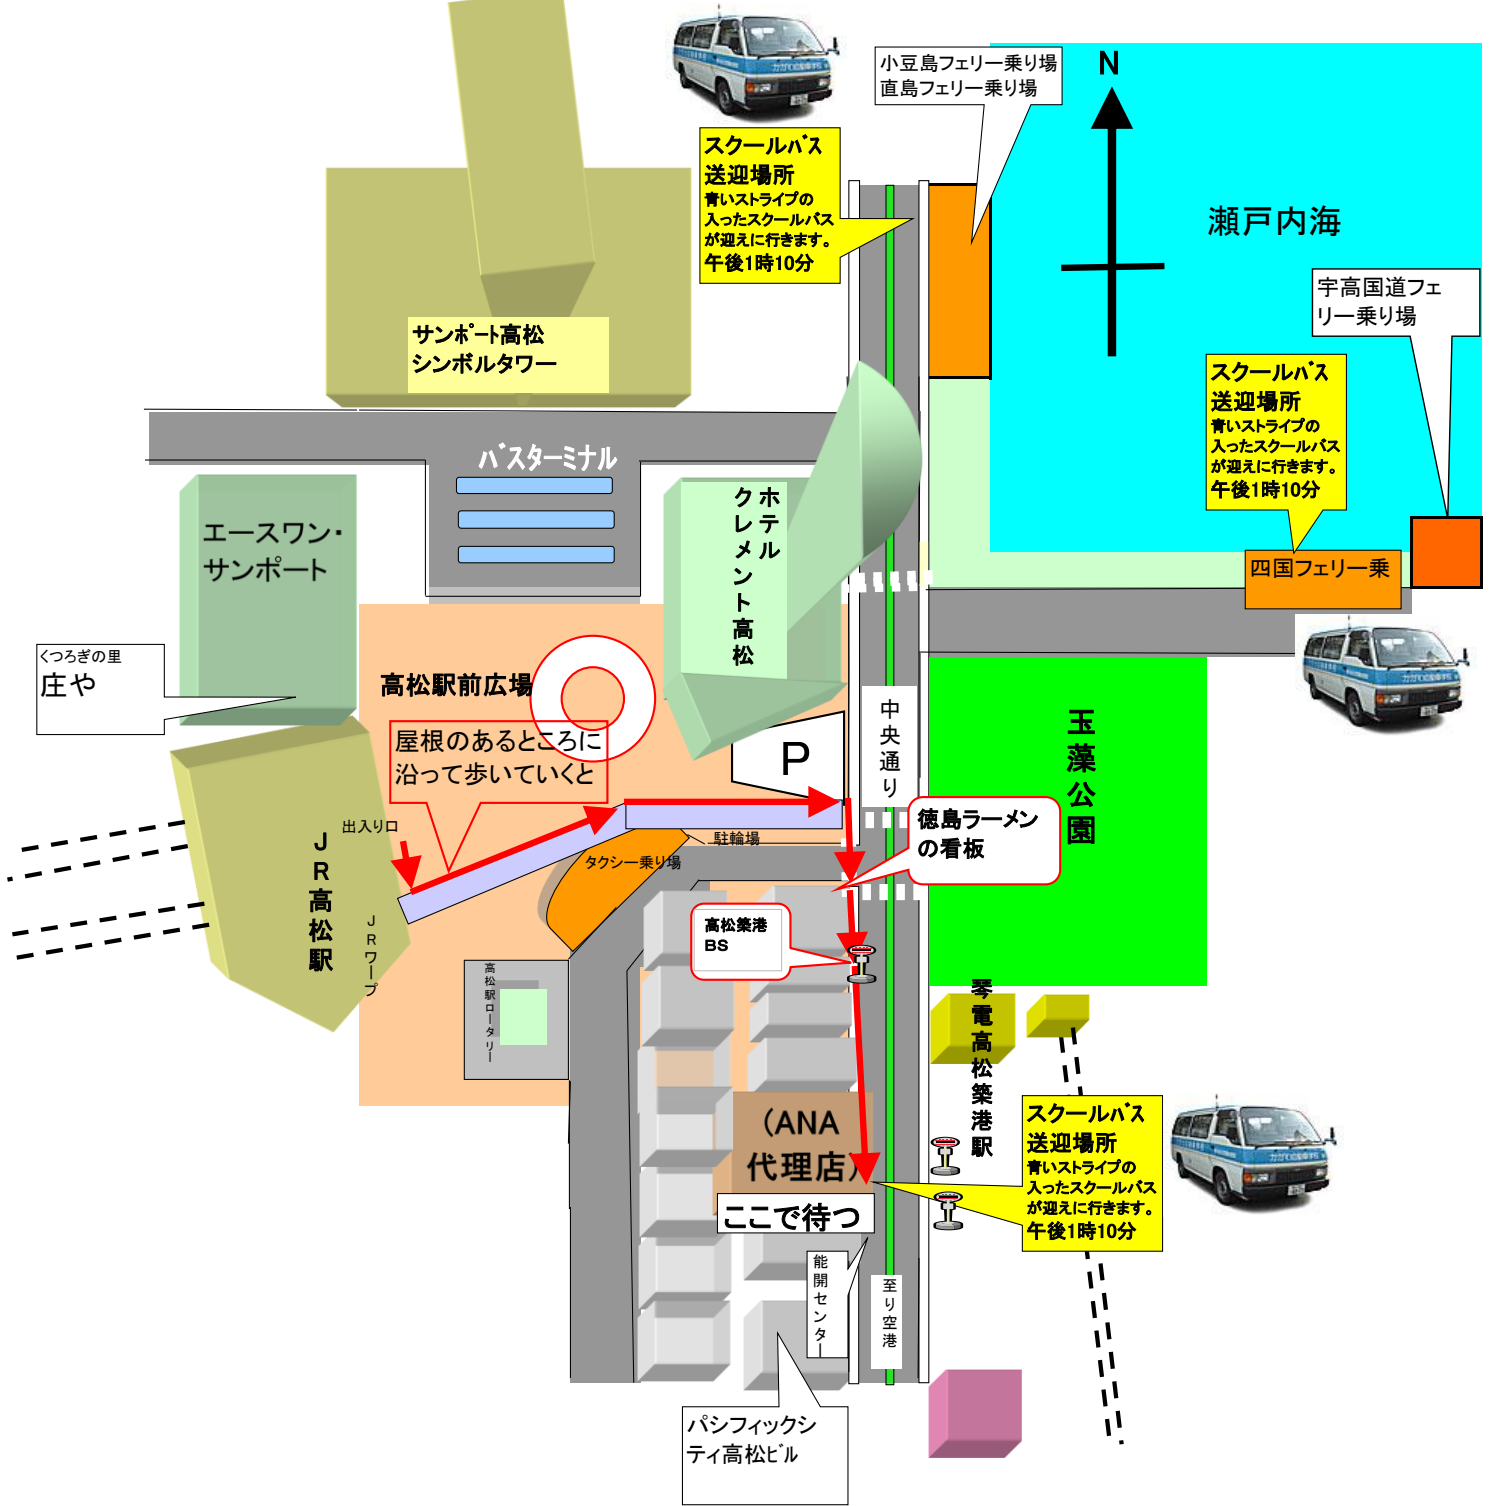 小豆島フェリー乗り場
直島フェリー乗り場
N
スクールバス
送迎場所
青いストライプの
入ったスクールバス
が迎えに行きます。
午後1時10分
瀬戸内海
宇高国道フェ
リー乗り場
サンポート高松
シンボルタワー
スクールバス
送迎場所
青いストライプの
入ったスクールバス
が迎えに行きます。
午後1時10分
バスターミナル
ホテル
クレメント高松
エースワン・
サンポート
四国フェリー乗
くつろぎの里
庄や
高松駅前広場
屋根のあるところに
沿って歩いていくと
P
中央通り
玉藻公園
徳島ラーメン
の看板
出入り口
駐輪場
タクシー乗り場
JR高松駅
JRワープ
高松築港
BS
高松駅ロータリー
琴電高松築港駅
(ANA
代理店)
ここで待つ
スクールバス
送迎場所
青いストライプの
入ったスクールバス
が迎えに行きます。
午後1時10分
能開センター
至り空港
パシフィックシ
ティ高松ビル